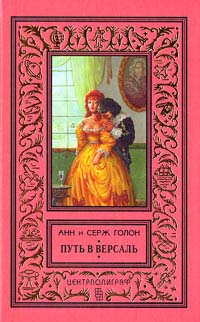 АНН и СЕРЖ ГОЛОН
ПУТЬ В ВЕРСАЛЬ
ЦЕНТРПОЛИГРАФ